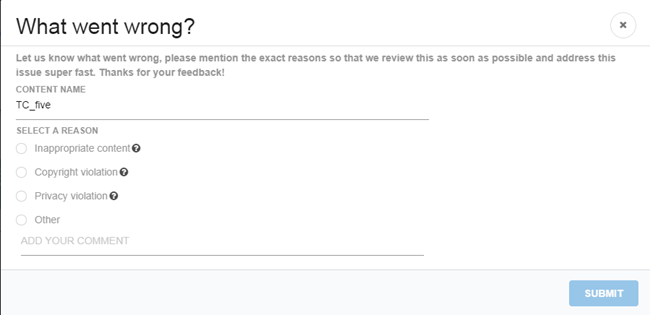 What went wrong?
Let us know what went wrong, please mention the exact reasons so that we review this as soon as possible and address this
issue super fast. Thanks for your feedback!
CONTENT NAME
TC_five
SELECT A REASON
Inappropriate content
Copyright violation
Privacy violation
Other
ADD YOUR COMMENT
SUBMIT